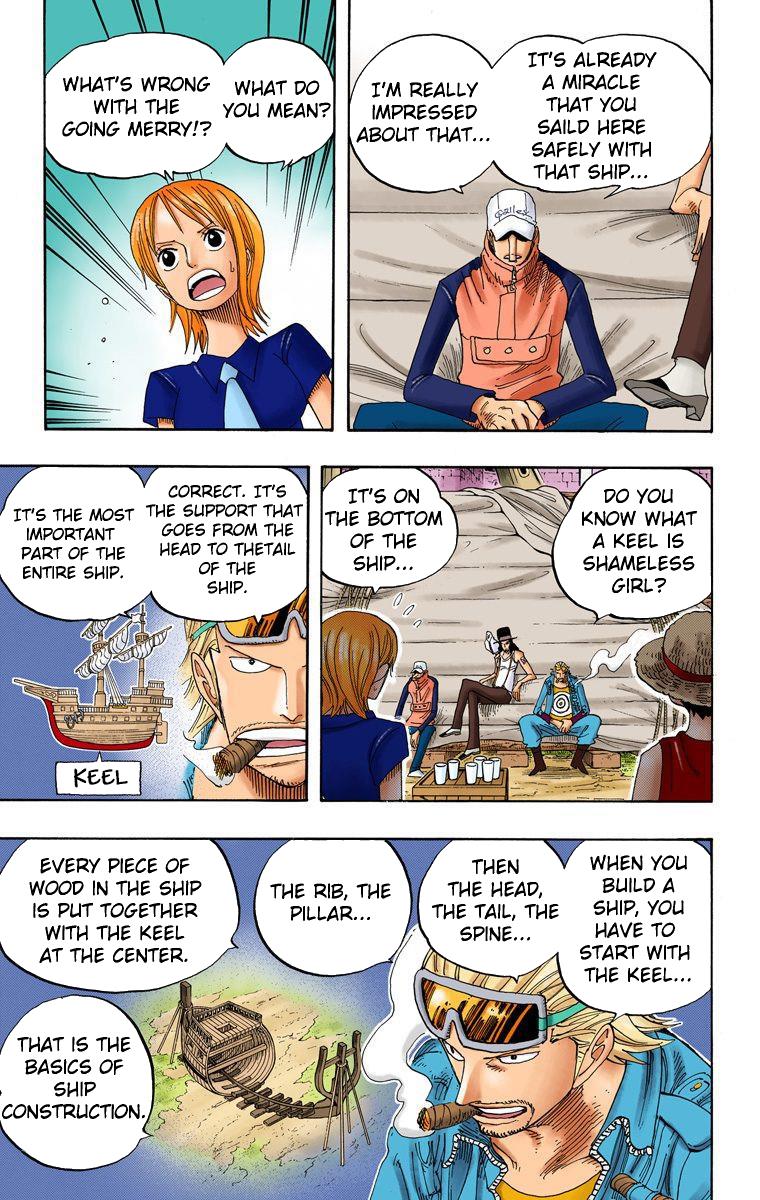 IT'S ALREADY
A MIRACLE
THAT YOU
SAILD HERE
SAFELY WITH
THAT SHIP...
I'M REALLY
IMPRESSED
ABOUT THAT...
WHAT DO
YOU MEAN?
WHAT'S WRONG
WITH THE
GOING MERRY!?
DO YOU
KNOW WHAT
A KEEL IS
SHAMELESS
GIRL?
IT'S ON
THE BOTTOM
OF THE
SHIP...
CORRECT. IT'S
THE SUPPORT THAT
GOES FROM THE
HEAD TO THETAIL
OF THE
SHIP.
IT'S THE MOST
IMPORTANT
PART OF THE
ENTIRE SHIP.
KEEL
WHEN YOU
BUILD A
SHIP, YOU
HAVE TO
START WITH
THE KEEL...
THEN
THE HEAD,
THE TAIL, THE
SPINE...
THE RIB, THE
PILLAR...
EVERY PIECE OF
WOOD IN THE SHIP
IS PUT TOGETHER
WITH THE KEEL
AT THE CENTER.
THAT IS THE
BASICS OF
SHIP
CONSTRUCTION.